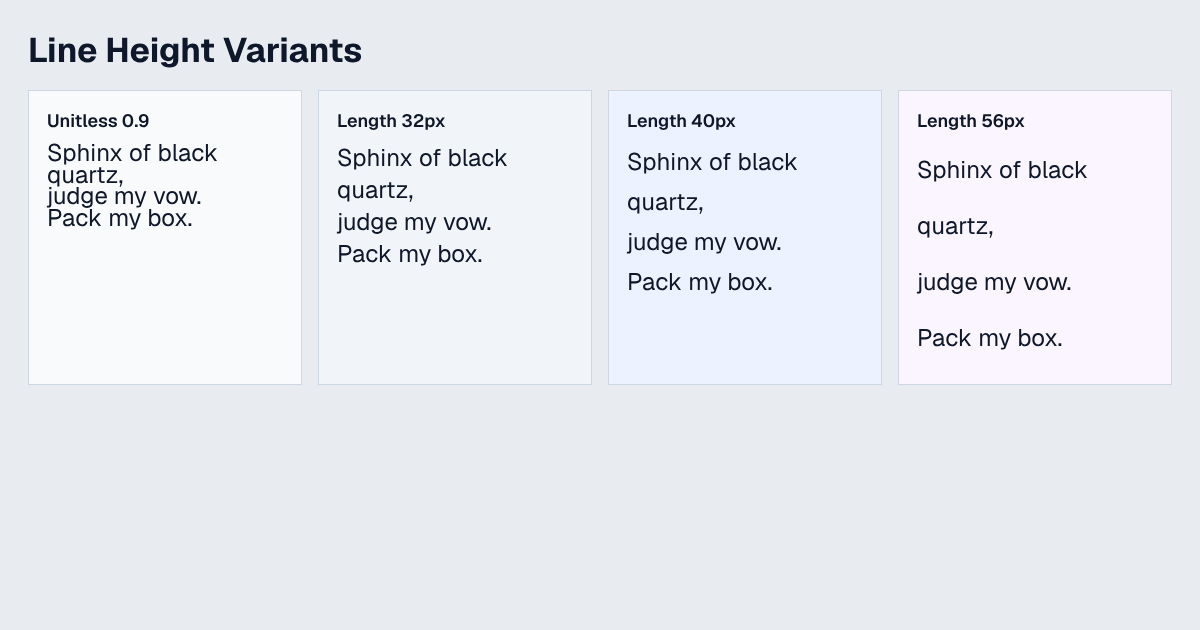 Line Height Variants
Unitless 0.9
Sphinx of black
quartz,
judge my vow.
Pack my box.
Length 32px
Sphinx of black
quartz,
judge my vow.
Pack my box.
Length 40px
Sphinx of black
quartz,
judge my vow.
Pack my box.
Length 56px
Sphinx of black
quartz,
judge my vow.
Pack my box.